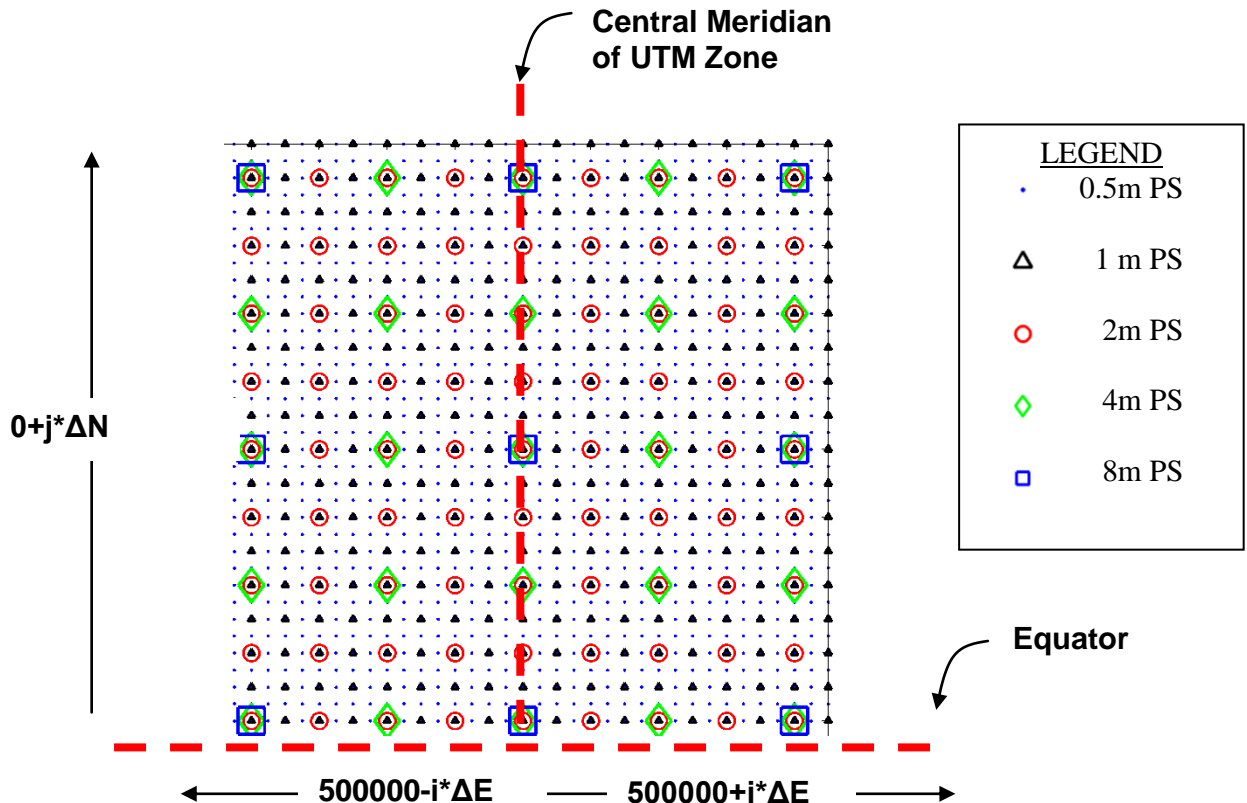 Central Meridian
of UTM Zone
LEGEND
0.5m PS
1 m PS
2m PS
4m PS
8m PS
0+j*ΔN
Equator
500000-i*ΔE
500000+i*ΔE